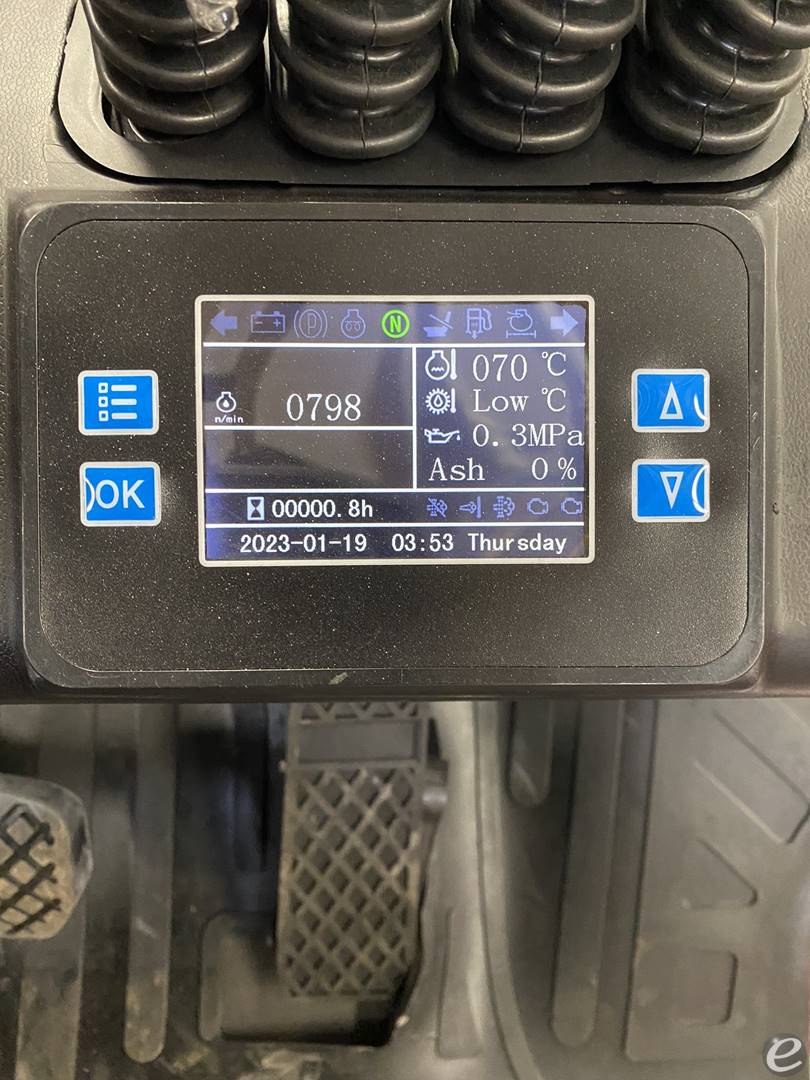 P
N
n/min 0798
070 ℃
Low ℃
0.3MPa
Ash 0%
OK
00000.8h
2023-01-19 03:53 Thursday
e